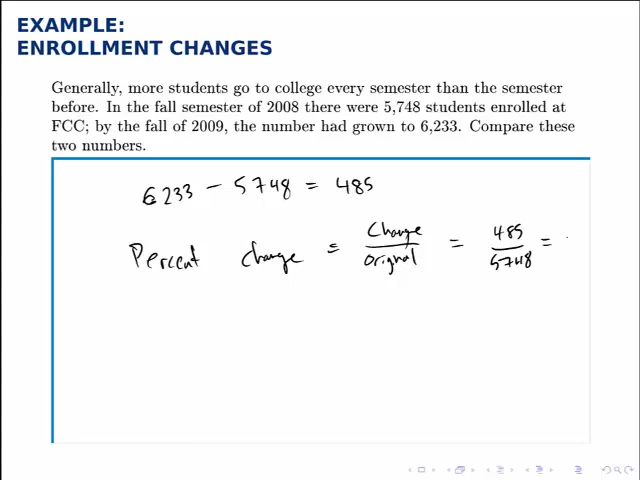 EXAMPLE:
ENROLLMENT CHANGES
Generally, more students go to college every semester than the semester
before. In the fall semester of 2008 there were 5,748 students enrolled at
FCC; by the fall of 2009, the number had grown to 6,233. Compare these
two numbers.
6233 - 5748 = 485
Percent change = Change / Original = 485 / 5748 = .